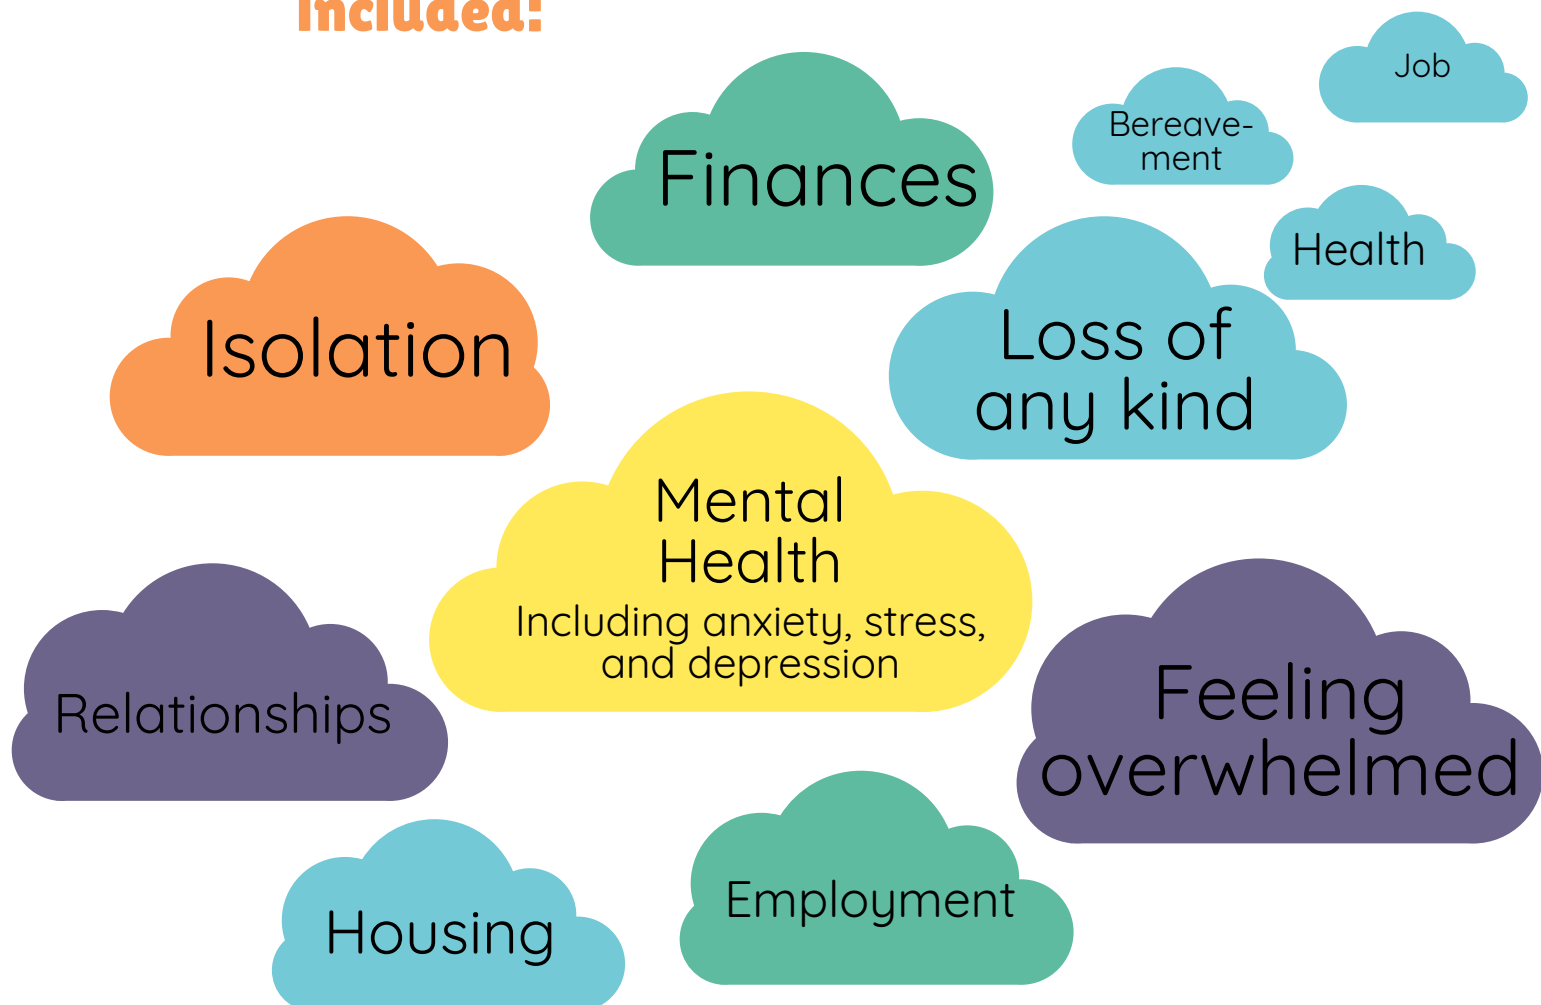 included:
Job
Bereave-
ment
Finances
Health
Isolation
Loss of
any kind
Mental
Health
Including anxiety, stress,
and depression
Relationships
Feeling
overwhelmed
Employment
Housing